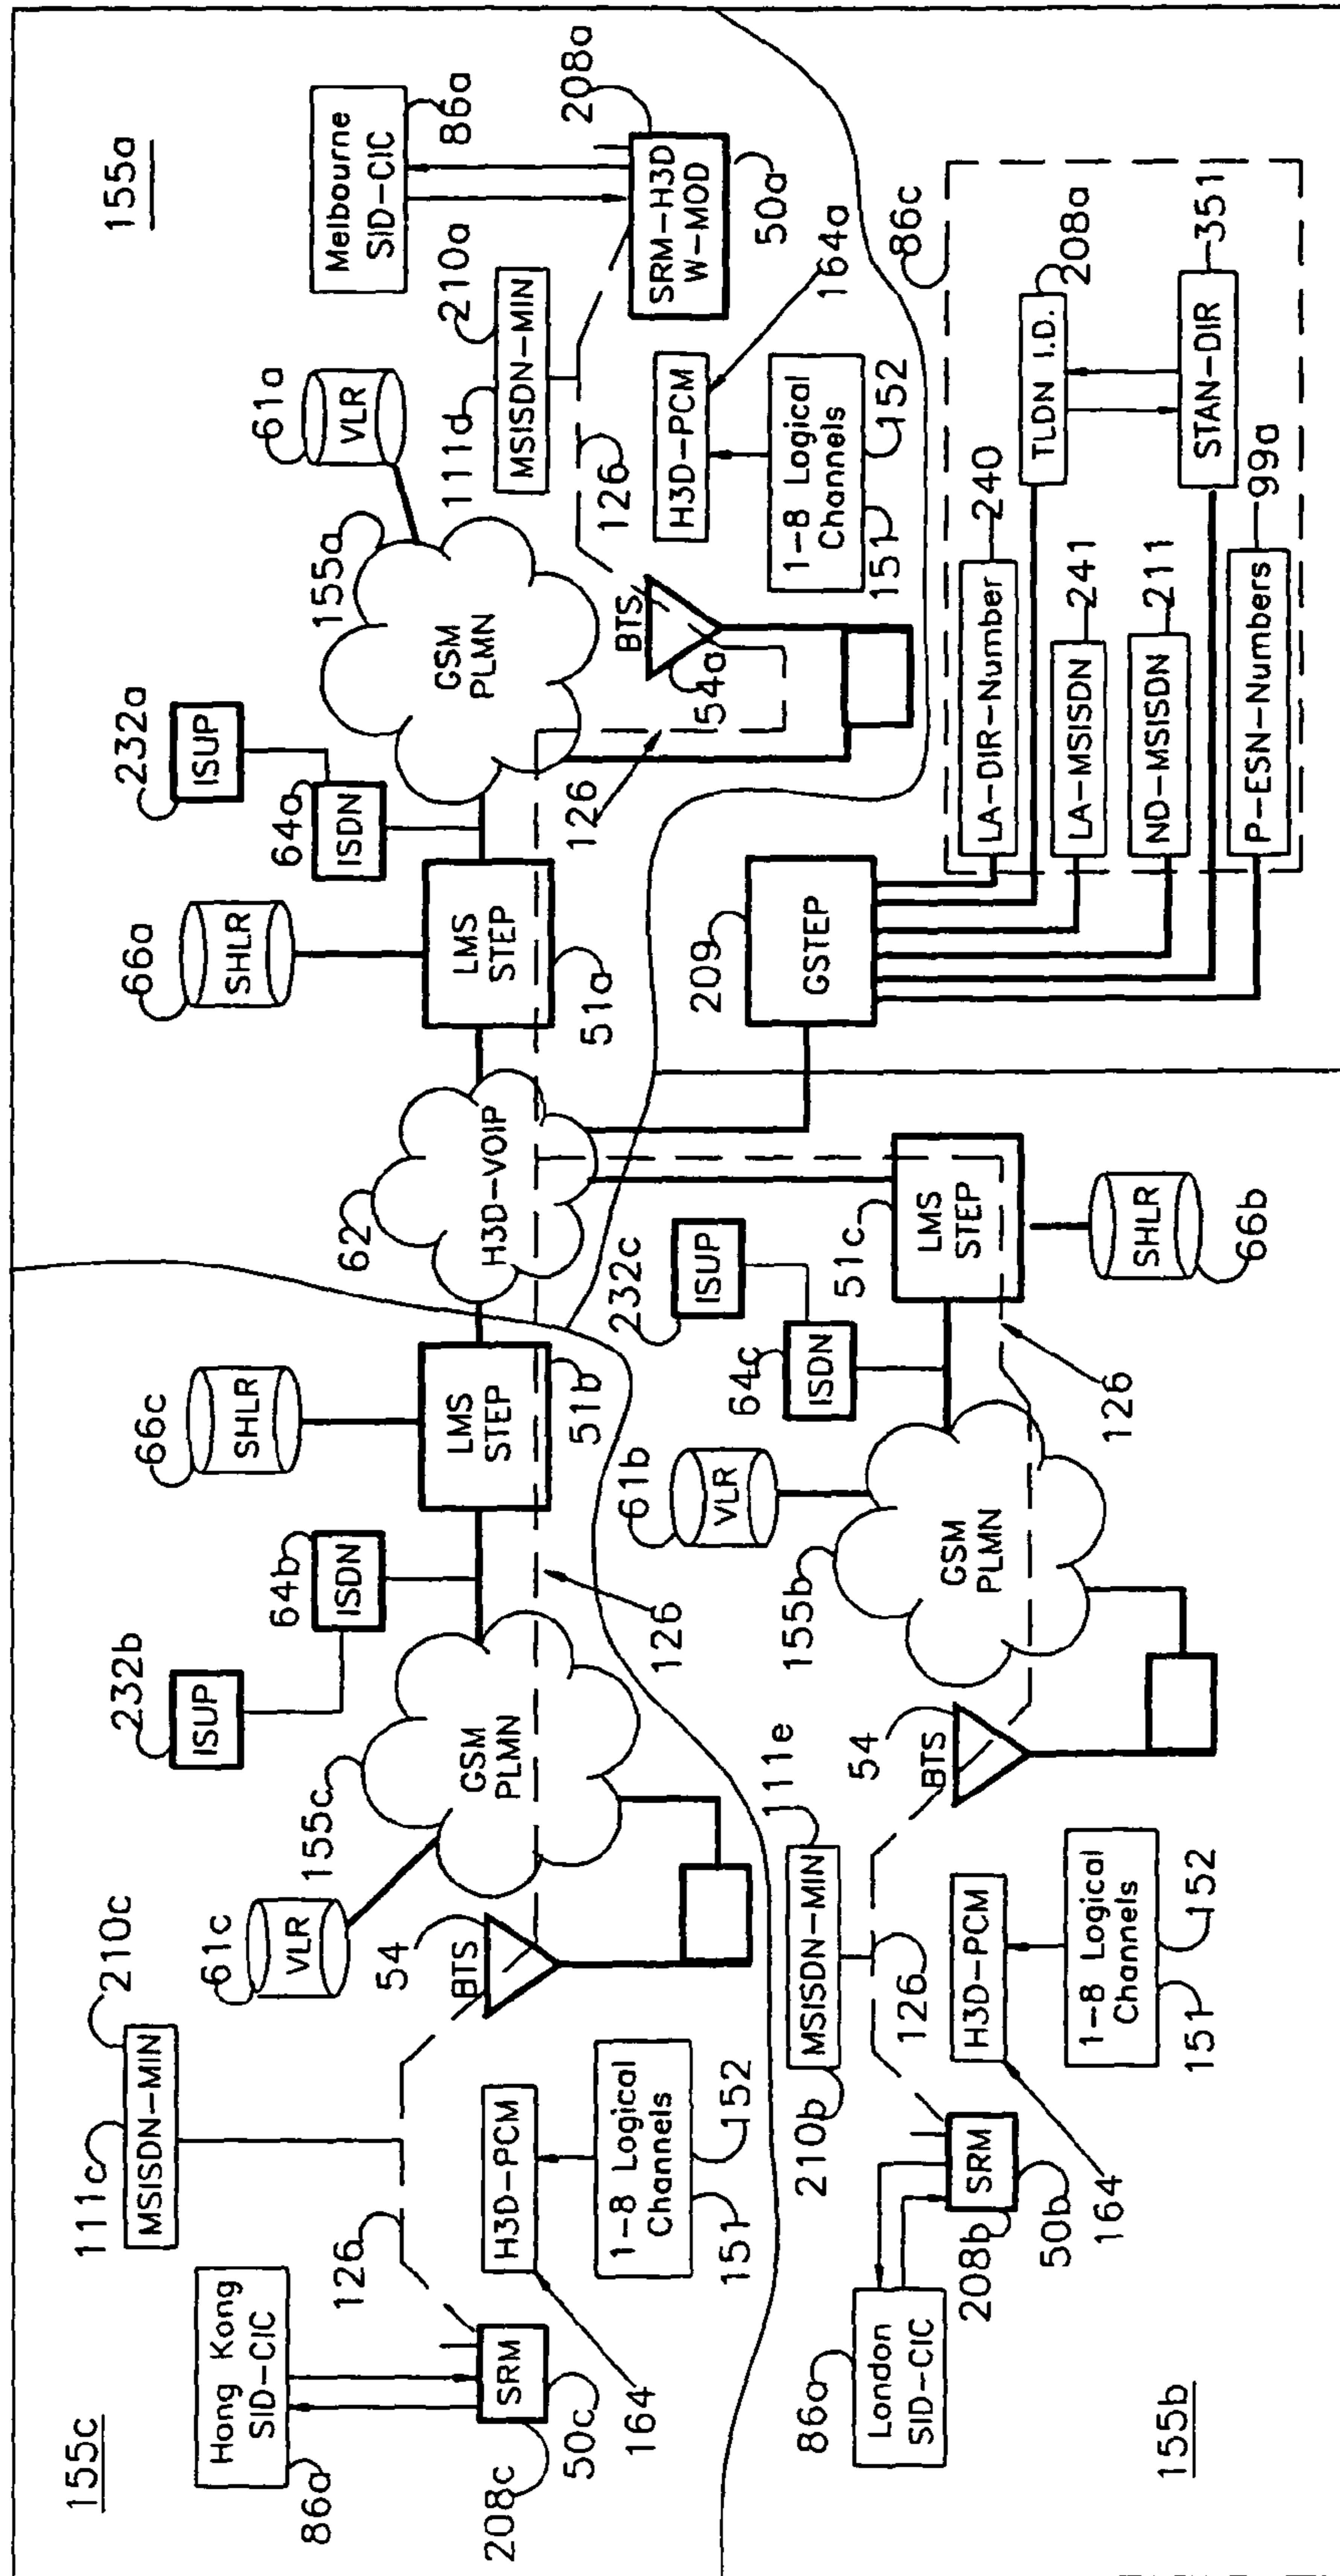 155c
Hong Kong
SID-CIC
86a
111c
MSISDN-MIN
210c
126
SRM
208c
50c
164
H3D-PCM
1-8 Logical
Channels
151
152
61c
VLR
155c
GSM
PLMN
54
BTS
232b
ISUP
64b
ISDN
66c
SHLR
LMS
STEP
51b
126
62
H3D-VOIP
66a
SHLR
LMS
STEP
51a
64a
ISDN
232a
ISUP
155a
GSM
PLMN
61a
VLR
126
BTS
54a
155a
Melbourne
SID-CIC
86a
111d
MSISDN-MIN
210a
126
SRM-H3D
W-MOD
208a
50a
H3D-PCM
164a
1-8 Logical
Channels
151
152
155b
London
SID-CIC
86a
SRM
208b
50b
164
210b
MSISDN-MIN
111e
126
H3D-PCM
1-8 Logical
Channels
151
152
54
BTS
155b
GSM
PLMN
61b
VLR
64c
ISDN
232c
ISUP
51c
LMS
STEP
126
SHLR
66b
209
GSTEP
86c
LA-DIR-Number
240
TLDN I.D.
208a
LA-MSISDN
241
ND-MSISDN
211
STAN-DIR
351
P-ESN-Numbers
99a